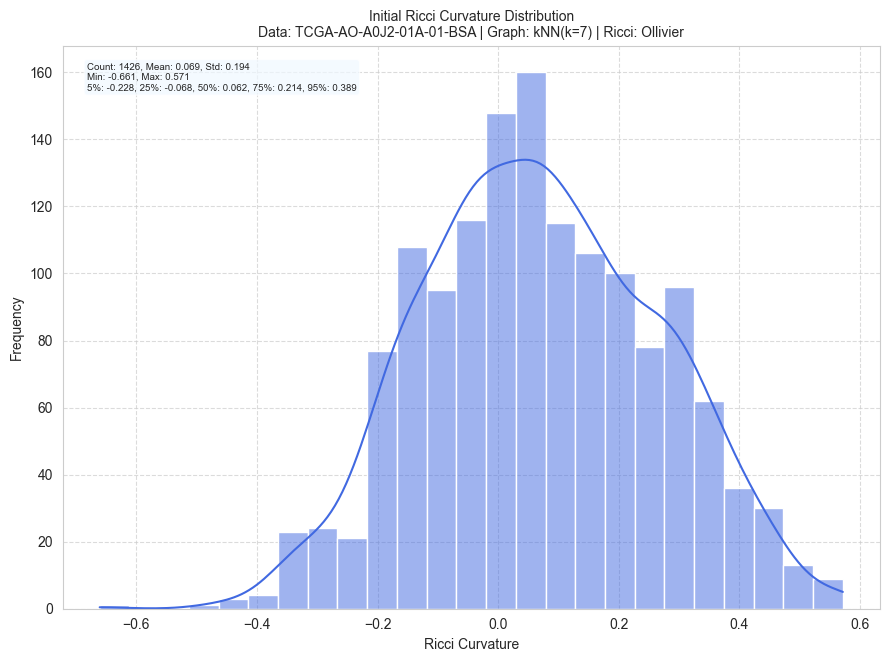 Initial Ricci Curvature Distribution
Data: TCGA-AO-A0J2-01A-01-BSA | Graph: kNN(k=7) | Ricci: Ollivier
Count: 1426, Mean: 0.069, Std: 0.194
Min: -0.661, Max: 0.571
5%: -0.228, 25%: -0.068, 50%: 0.062, 75%: 0.214, 95%: 0.389
160
140
120
100
80
60
40
20
0
Frequency
−0.6 −0.4 −0.2 0.0 0.2 0.4 0.6
Ricci Curvature